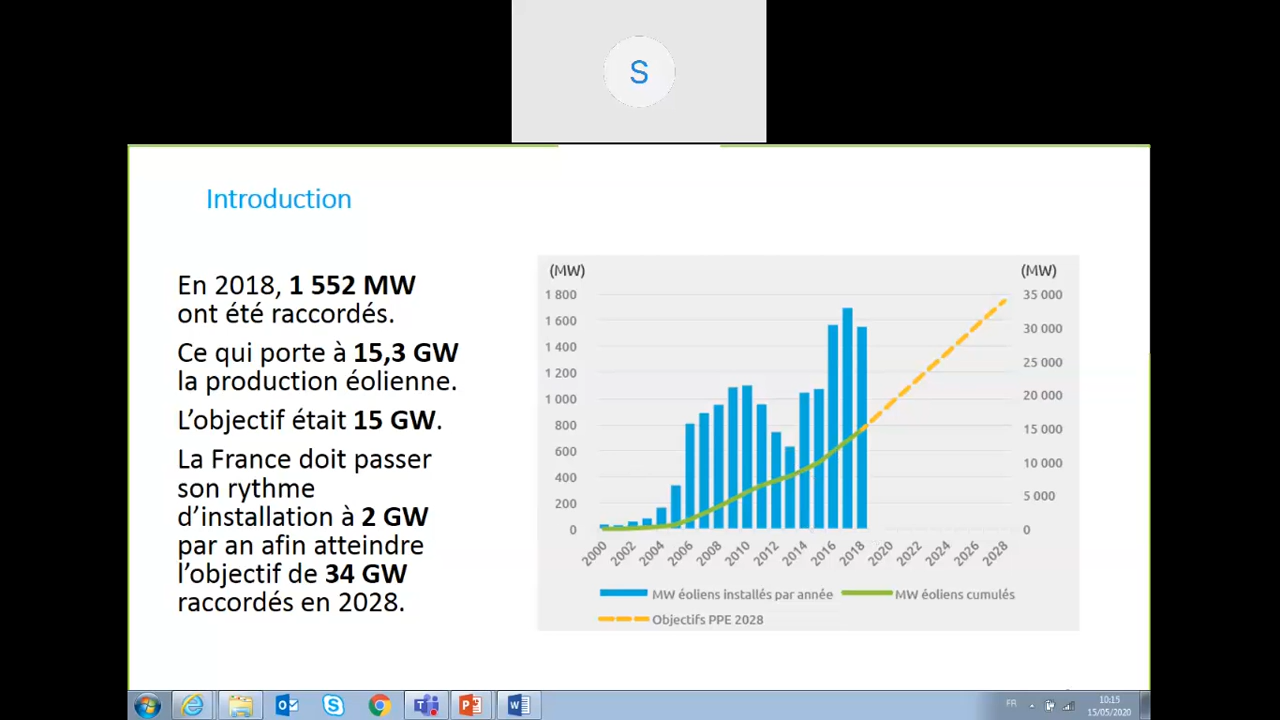 S
Introduction
En 2018, 1 552 MW
ont été raccordés.
Ce qui porte à 15,3 GW
la production éolienne.
L’objectif était 15 GW.
La France doit passer
son rythme
d’installation à 2 GW
par an afin atteindre
l’objectif de 34 GW
raccordés en 2028.
(MW) (MW)
1 800 35 000
1 600 30 000
1 400 25 000
1 200 20 000
1 000 15 000
800 10 000
600 5 000
400 0
200
0
2000 2002 2004 2006 2008 2010 2012 2014 2016 2018 2020 2022 2024 2026 2028
MW éoliens installés par année MW éoliens cumulés
Objectifs PPE 2028
FR 10:15
15/05/2020